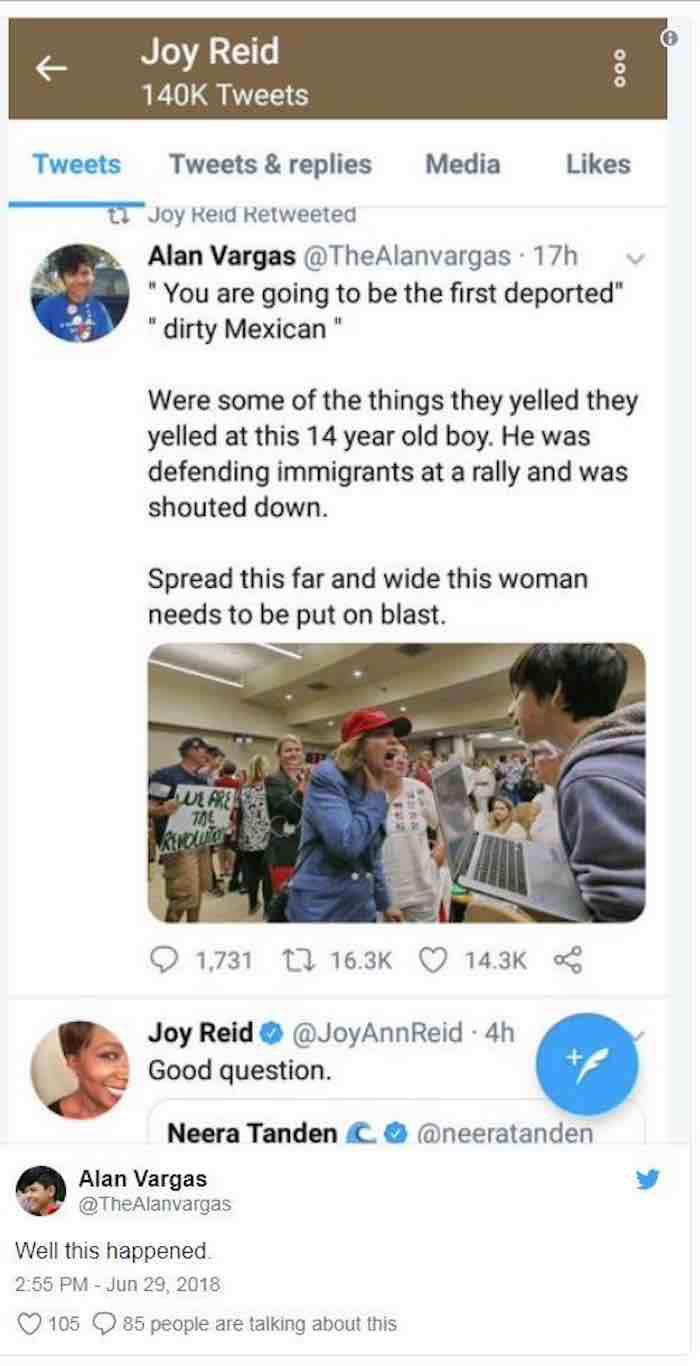 Joy Reid
140K Tweets
Tweets Tweets & replies Media Likes
Joy Reid Retweeted
Alan Vargas @TheAlanvargas · 17h
" You are going to be the first deported"
" dirty Mexican "
Were some of the things they yelled they
yelled at this 14 year old boy. He was
defending immigrants at a rally and was
shouted down.
Spread this far and wide this woman
needs to be put on blast.
WE ARE
THE
REVOLUTION
1,731 16.3K 14.3K
Joy Reid @JoyAnnReid · 4h
Good question.
Neera Tanden @neeratanden
Alan Vargas
@TheAlanvargas
Well this happened.
2:55 PM - Jun 29, 2018
105 85 people are talking about this